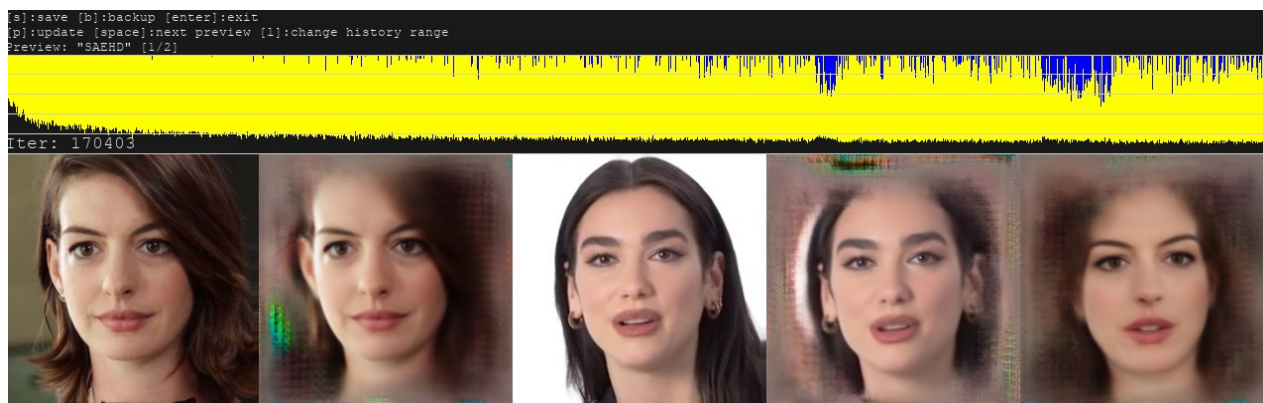 [s]:save [b]:backup [enter]:exit
[p]:update [space]:next preview [l]:change history range
Preview: "SAEHD" [1/2]
Iter: 170403